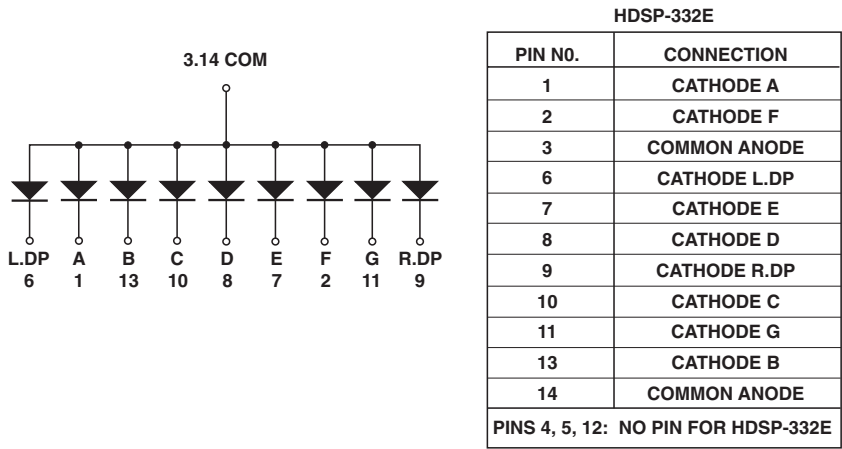 3.14 COM
L.DP A B C D E F G R.DP
6 1 13 10 8 7 2 11 9
HDSP-332E
PIN N0. CONNECTION
1 CATHODE A
2 CATHODE F
3 COMMON ANODE
6 CATHODE L.DP
7 CATHODE E
8 CATHODE D
9 CATHODE R.DP
10 CATHODE C
11 CATHODE G
13 CATHODE B
14 COMMON ANODE
PINS 4, 5, 12: NO PIN FOR HDSP-332E